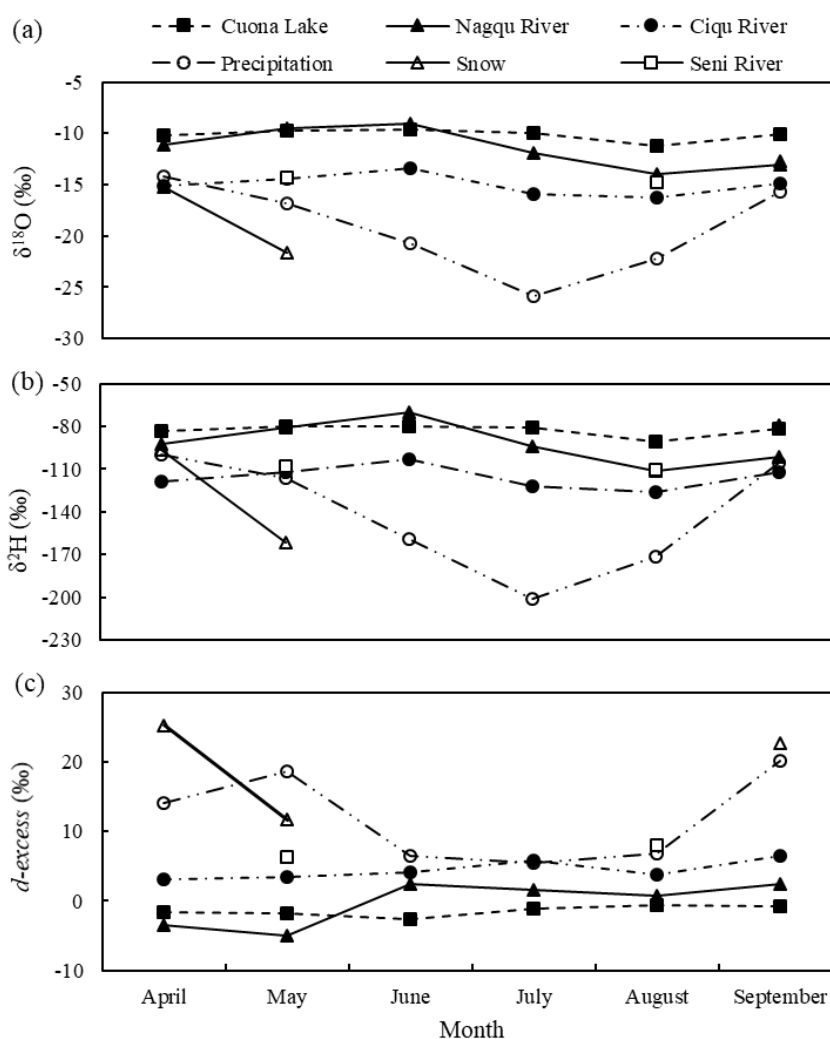 (a)
Cuona Lake Nagqu River Ciqu River
Precipitation Snow Seni River
-5
-10
-15
-20
-25
-30
δ¹⁸O (‰)
(b)
-50
-80
-110
-140
-170
-200
-230
δ²H (‰)
(c)
30
20
10
0
-10
d-excess (‰)
April May June July August September
Month